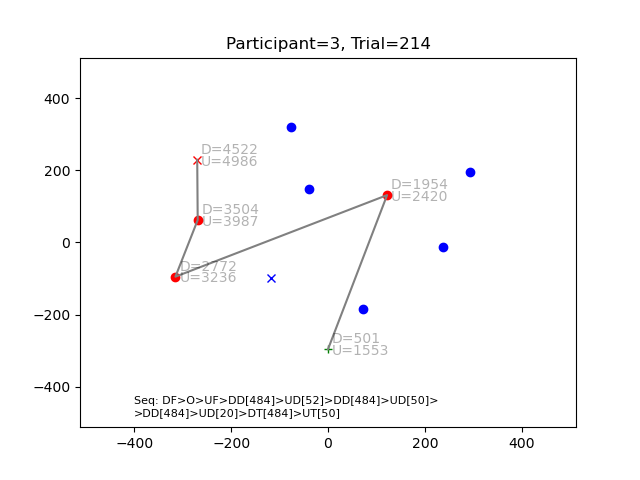 Participant=3, Trial=214
400
200
0
−200
−400
−400
−200
0
200
400
D=4522
U=4986
D=3504
U=3987
D=2772
U=3236
D=1954
U=2420
D=501
U=1553
Seq: DF>O>UF>DD[484]>UD[52]>DD[484]>UD[50]>
>DD[484]>UD[20]>DT[484]>UT[50]